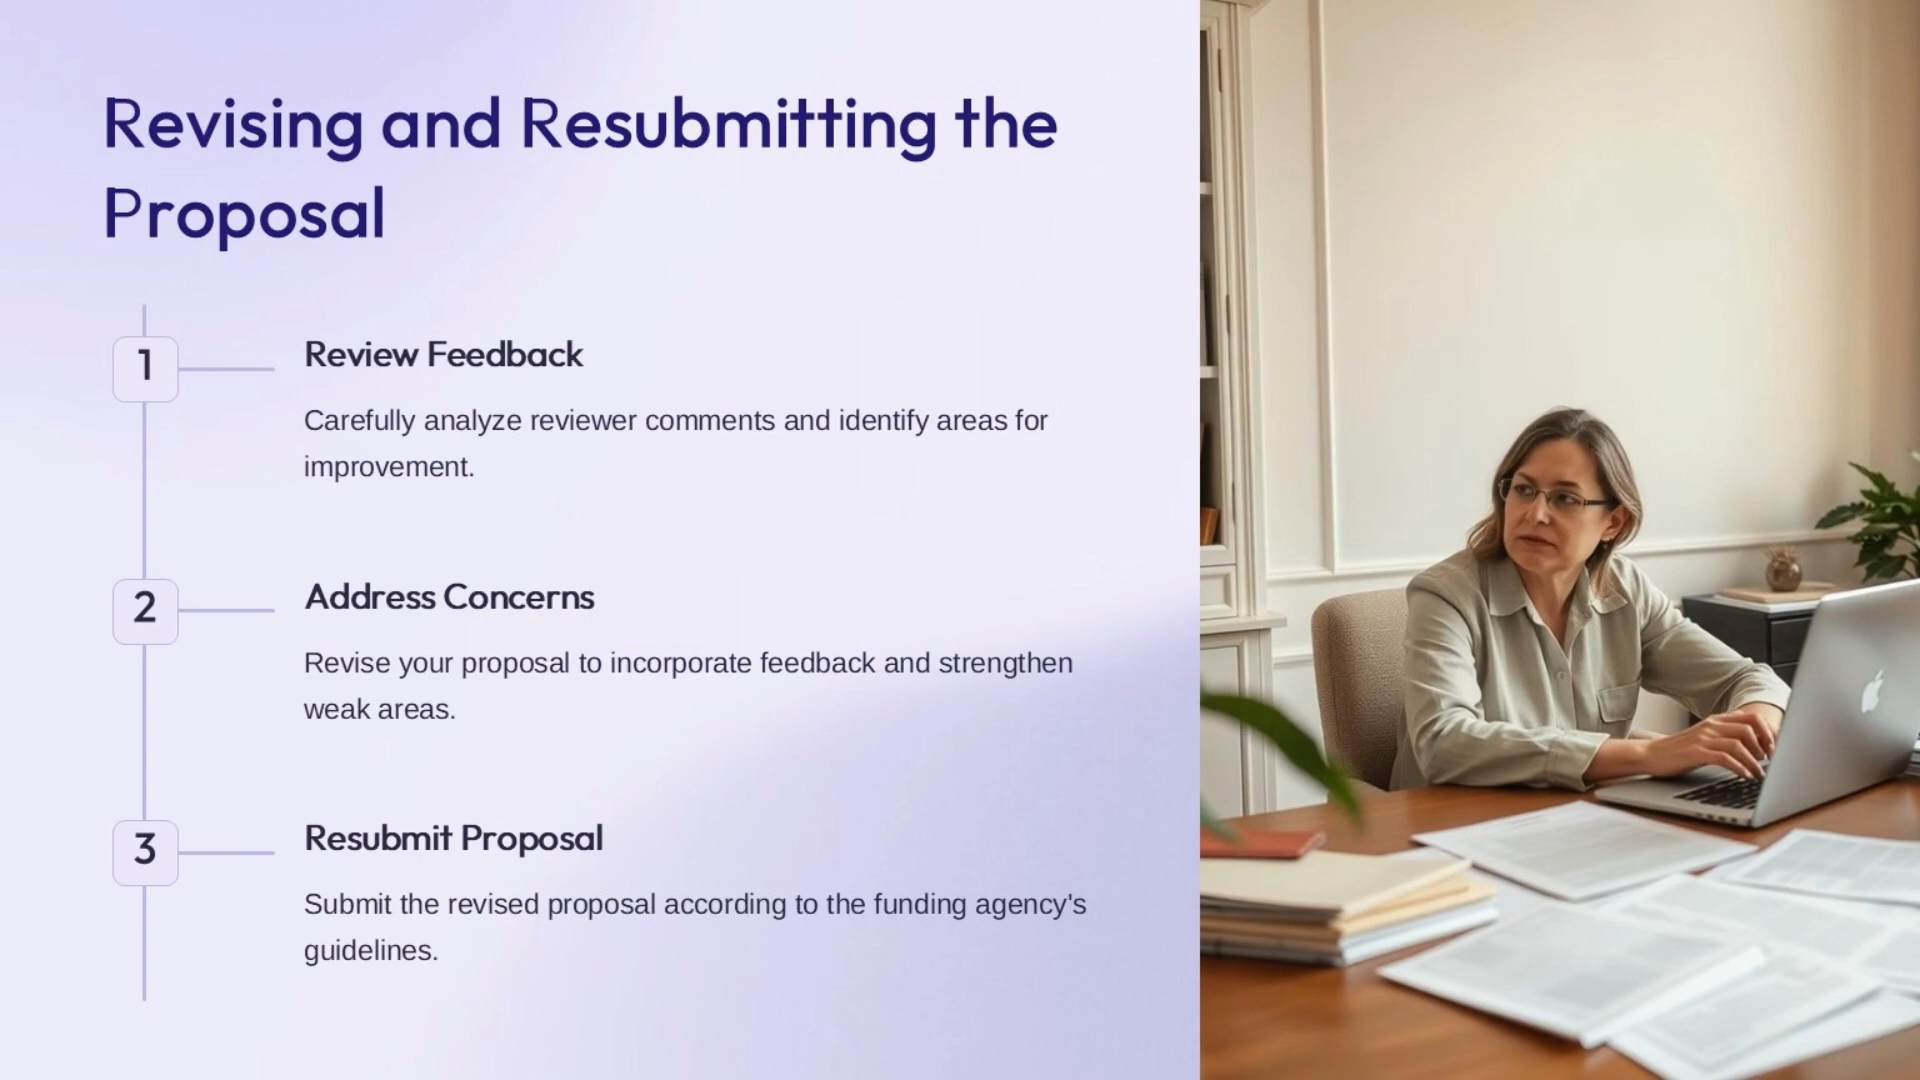 Revising and Resubmitting the
Proposal
1
Review Feedback
Carefully analyze reviewer comments and identify areas for
improvement.
2
Address Concerns
Revise your proposal to incorporate feedback and strengthen
weak areas.
3
Resubmit Proposal
Submit the revised proposal according to the funding agency's
guidelines.